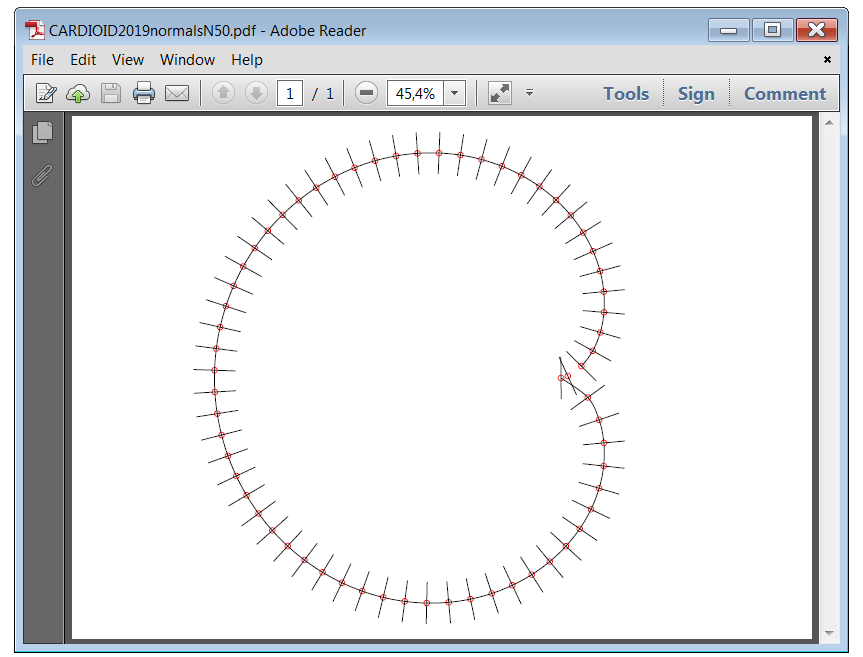 CARDIOID2019normalsN50.pdf - Adobe Reader
File Edit View Window Help
1 / 1 45,4% Tools Sign Comment